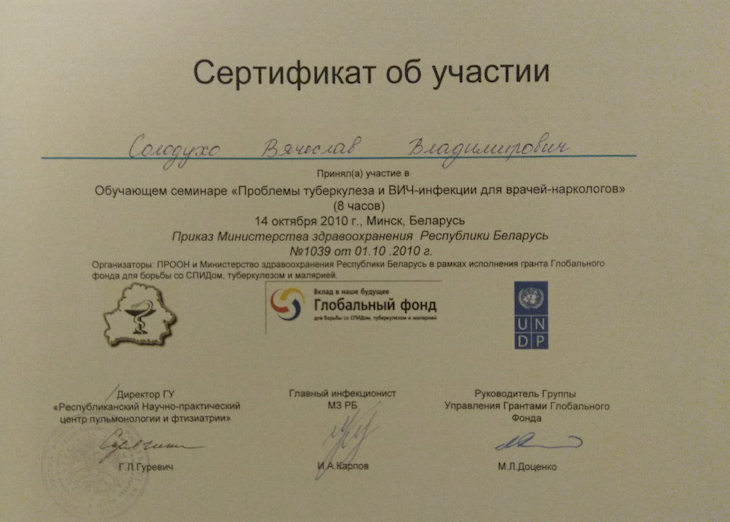 Сертификат об участии
Солодухо Вячеслав Владимирович
Принял(а) участие в
Обучающем семинаре «Проблемы туберкулеза и ВИЧ-инфекции для врачей-наркологов»
(8 часов)
14 октября 2010 г., Минск, Беларусь
Приказ Министерства здравоохранения Республики Беларусь
№1039 от 01.10 .2010 г.
Организаторы: ПРООН и Министерство здравоохранения Республики Беларусь в рамках исполнения гранта Глобального
фонда для борьбы со СПИДом, туберкулезом и малярией.
Вклад в наше будущее
Глобальный фонд
для борьбы со СПИДом, туберкулезом и малярией
U N
D P
Директор ГУ
«Республиканский Научно-практический
центр пульмонологии и фтизиатрии»
Г.Л.Гуревич
Главный инфекционист
МЗ РБ
И.А.Карпов
Руководитель Группы
Управления Грантами Глобального
Фонда
М.Л.Доценко